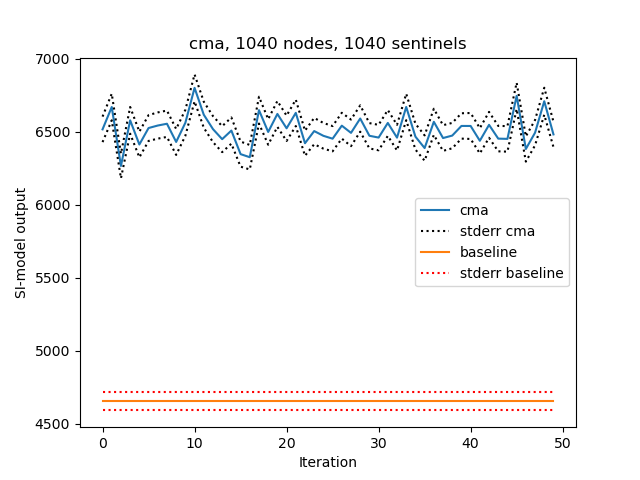 cma, 1040 nodes, 1040 sentinels
7000
6500
6000
5500
5000
4500
SI-model output
cma
stderr cma
baseline
stderr baseline
0
10
20
30
40
50
Iteration